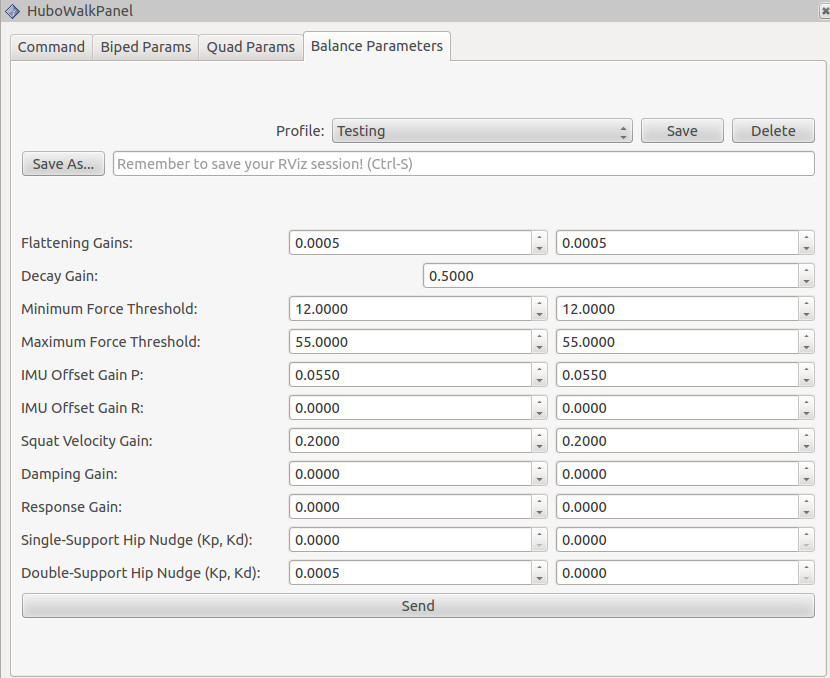 HuboWalkPanel
Command Biped Params Quad Params Balance Parameters
Profile: Testing Save Delete
Save As... Remember to save your RViz session! (Ctrl-S)
Flattening Gains: 0.0005 0.0005
Decay Gain: 0.5000
Minimum Force Threshold: 12.0000 12.0000
Maximum Force Threshold: 55.0000 55.0000
IMU Offset Gain P: 0.0550 0.0550
IMU Offset Gain R: 0.0000 0.0000
Squat Velocity Gain: 0.2000 0.2000
Damping Gain: 0.0000 0.0000
Response Gain: 0.0000 0.0000
Single-Support Hip Nudge (Kp, Kd): 0.0000 0.0000
Double-Support Hip Nudge (Kp, Kd): 0.0005 0.0000
Send